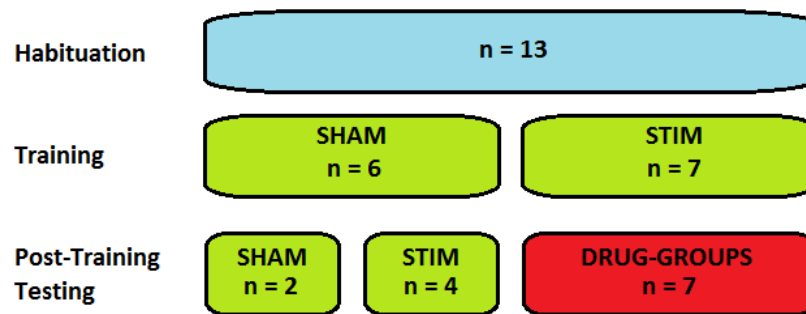 Habituation
n = 13
Training
SHAM
n = 6
STIM
n = 7
Post-Training
Testing
SHAM
n = 2
STIM
n = 4
DRUG-GROUPS
n = 7